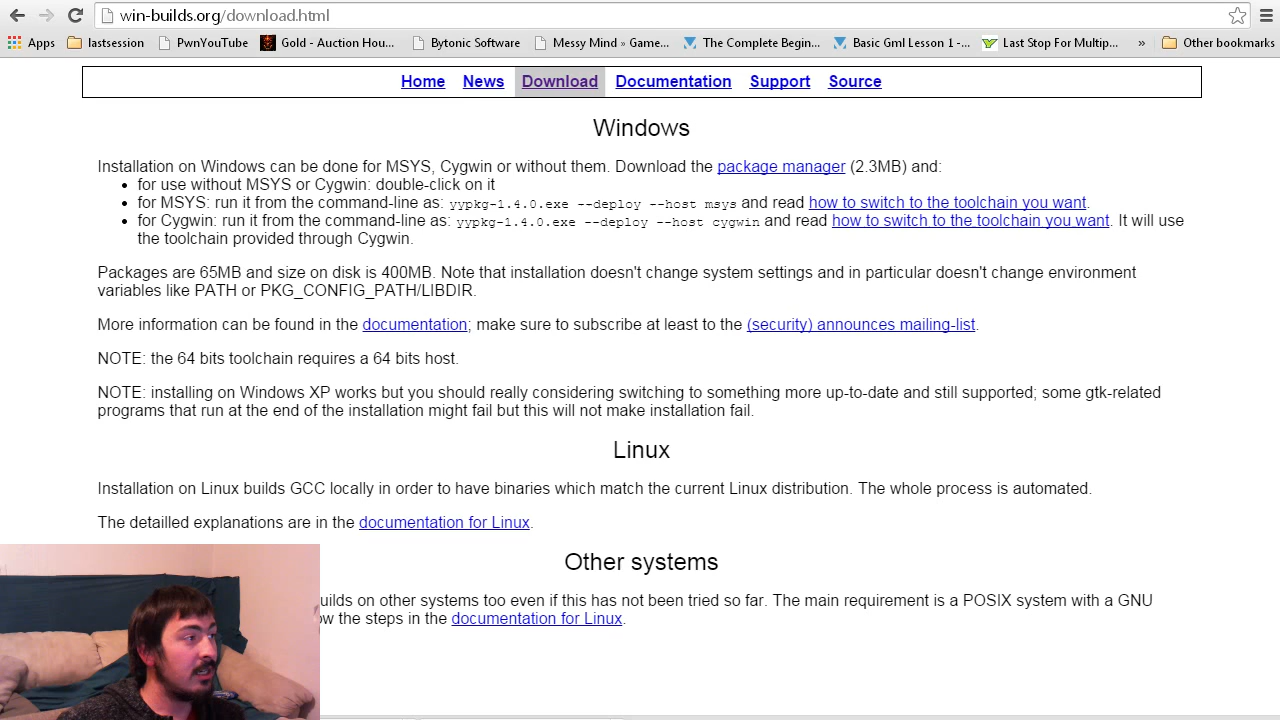 win-builds.org/download.html
Apps lastsession PwnYouTube Gold - Auction Hou... Bytonic Software Messy Mind » Game... The Complete Begin... Basic Gml Lesson 1 -... Last Stop For Multip... » Other bookmarks
Home News Download Documentation Support Source
Windows
Installation on Windows can be done for MSYS, Cygwin or without them. Download the package manager (2.3MB) and:
• for use without MSYS or Cygwin: double-click on it
• for MSYS: run it from the command-line as: yypkg-1.4.0.exe --deploy --host msys and read how to switch to the toolchain you want.
• for Cygwin: run it from the command-line as: yypkg-1.4.0.exe --deploy --host cygwin and read how to switch to the toolchain you want. It will use
the toolchain provided through Cygwin.
Packages are 65MB and size on disk is 400MB. Note that installation doesn't change system settings and in particular doesn't change environment
variables like PATH or PKG_CONFIG_PATH/LIBDIR.
More information can be found in the documentation; make sure to subscribe at least to the (security) announces mailing-list.
NOTE: the 64 bits toolchain requires a 64 bits host.
NOTE: installing on Windows XP works but you should really considering switching to something more up-to-date and still supported; some gtk-related
programs that run at the end of the installation might fail but this will not make installation fail.
Linux
Installation on Linux builds GCC locally in order to have binaries which match the current Linux distribution. The whole process is automated.
The detailled explanations are in the documentation for Linux.
Other systems
uilds on other systems too even if this has not been tried so far. The main requirement is a POSIX system with a GNU
ow the steps in the documentation for Linux.